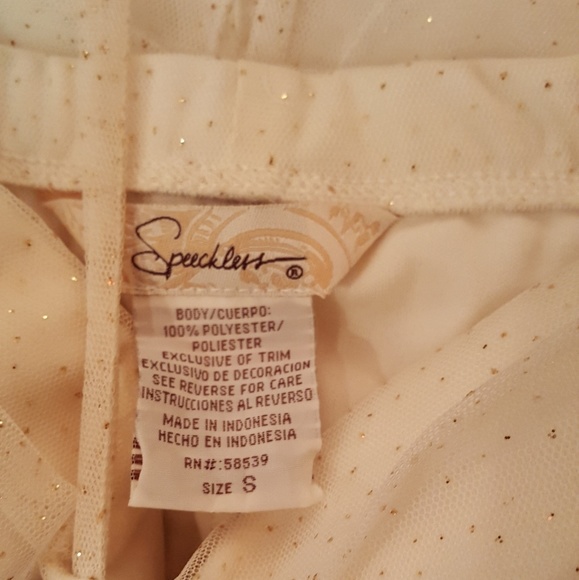 Speechless®
BODY/CUERPO:
100% POLYESTER/
POLIESTER
EXCLUSIVE OF TRIM
EXCLUSIVO DE DECORACION
SEE REVERSE FOR CARE
INSTRUCCIONES AL REVERSO
MADE IN INDONESIA
HECHO EN INDONESIA
RN#:58539
SIZE S